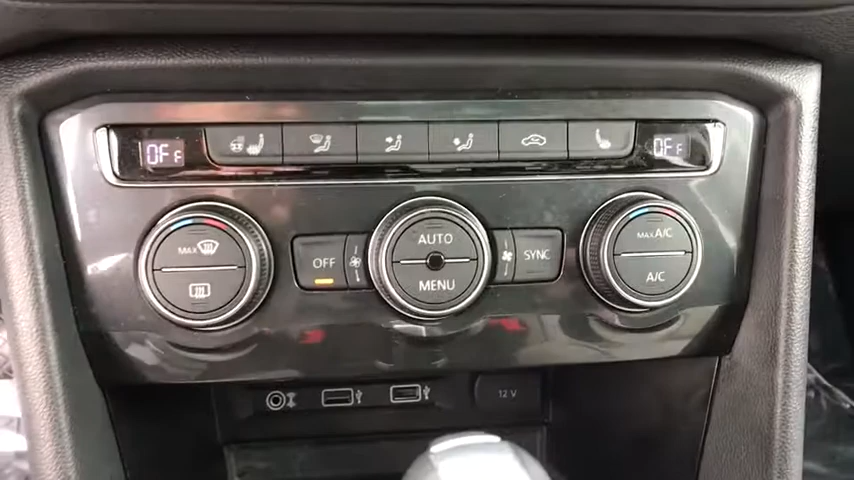 OFF OFF
MAX OFF AUTO SYNC MAX A/C
MENU A/C
12 V